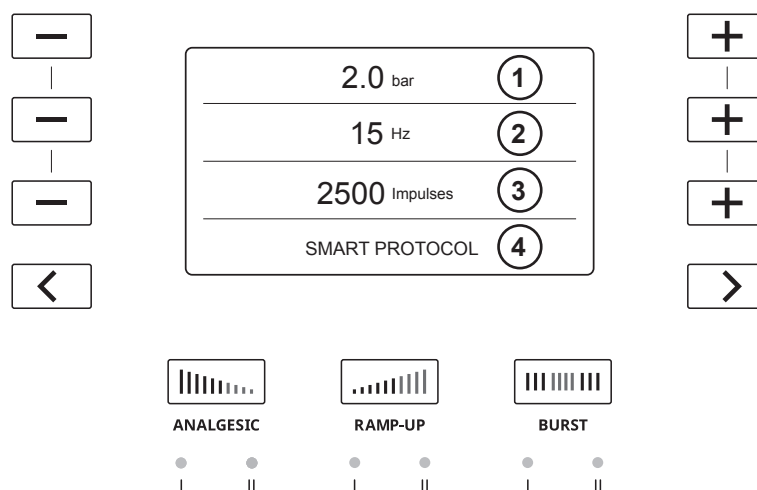 2.0 bar 1
15 Hz 2
2500 Impulses 3
SMART PROTOCOL 4
ANALGESIC RAMP-UP BURST
I II I II I II